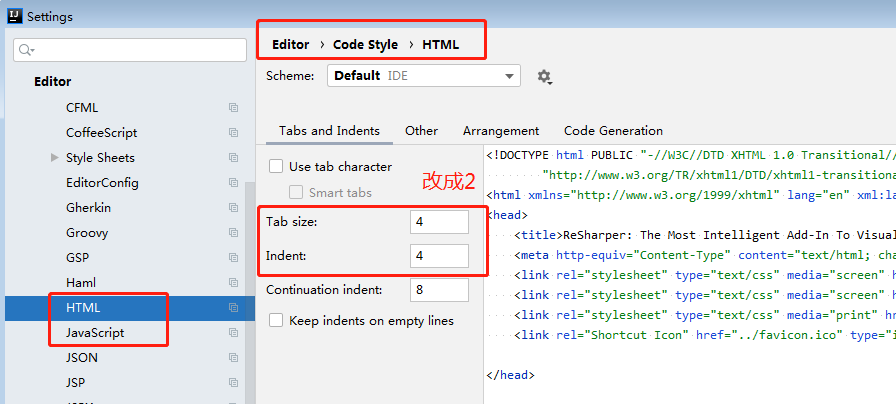 Settings
Editor › Code Style › HTML
Scheme: Default IDE
Editor
CFML
CoffeeScript
Style Sheets
EditorConfig
Gherkin
Groovy
GSP
Haml
HTML
JavaScript
JSON
JSP
Tabs and Indents Other Arrangement Code Generation
Use tab character
Smart tabs
改成2
Tab size: 4
Indent: 4
Continuation indent: 8
Keep indents on empty lines
<!DOCTYPE html PUBLIC "-//W3C//DTD XHTML 1.0 Transitional//
"http://www.w3.org/TR/xhtml1/DTD/xhtml1-transitional
<html xmlns="http://www.w3.org/1999/xhtml" lang="en" xml:la
<head>
<title>ReSharper: The Most Intelligent Add-In To Visual
<meta http-equiv="Content-Type" content="text/html; cha
<link rel="stylesheet" type="text/css" media="screen" h
<link rel="stylesheet" type="text/css" media="screen" h
<link rel="stylesheet" type="text/css" media="print" hr
<link rel="Shortcut Icon" href="../favicon.ico" type="i
</head>